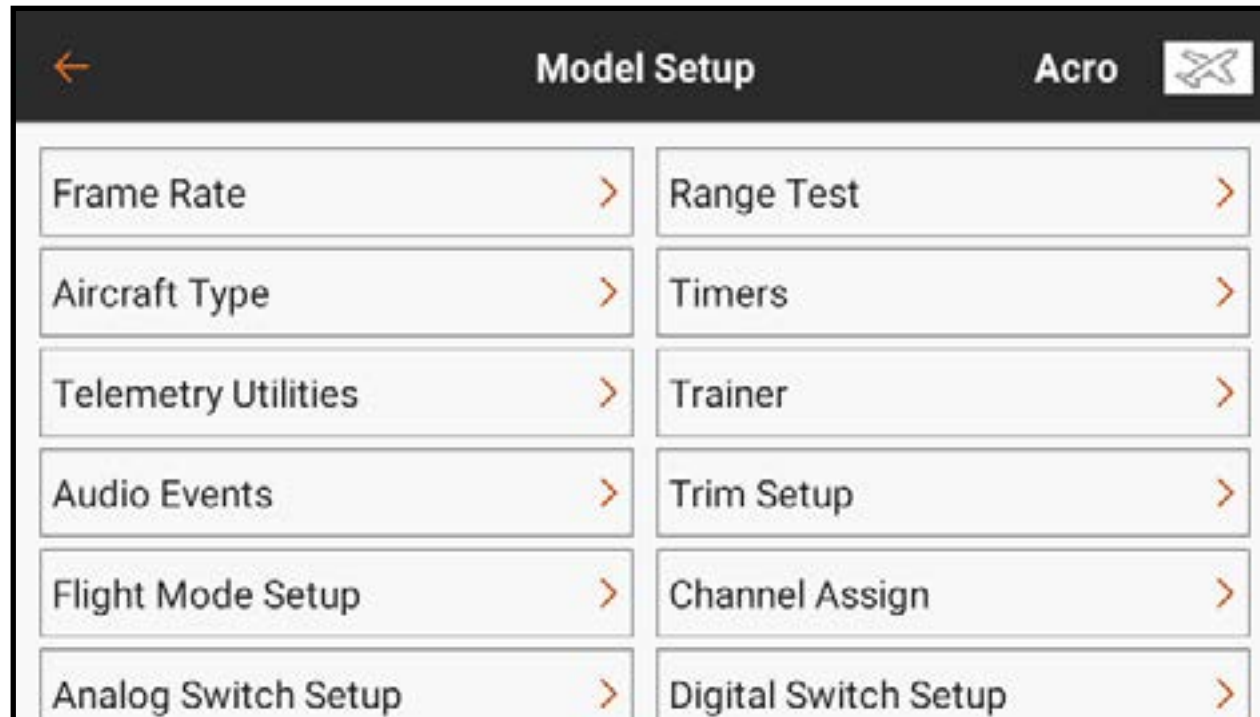 Model Setup Acro
Frame Rate
Range Test
Aircraft Type
Timers
Telemetry Utilities
Trainer
Audio Events
Trim Setup
Flight Mode Setup
Channel Assign
Analog Switch Setup
Digital Switch Setup